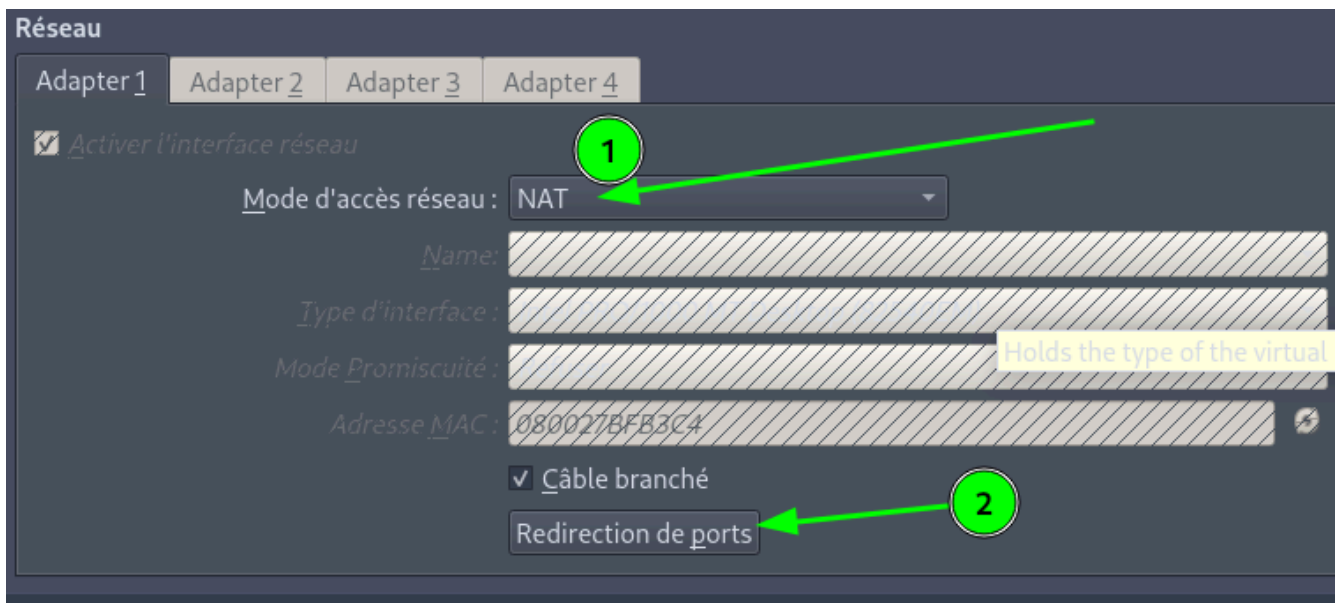 Réseau
Adapter 1 Adapter 2 Adapter 3 Adapter 4
Activer l'interface réseau
1
Mode d'accès réseau : NAT
Name:
Type d'interface :
Holds the type of the virtual
Mode Promiscuité :
Adresse MAC : 080027BFB3C4
Câble branché
2
Redirection de ports